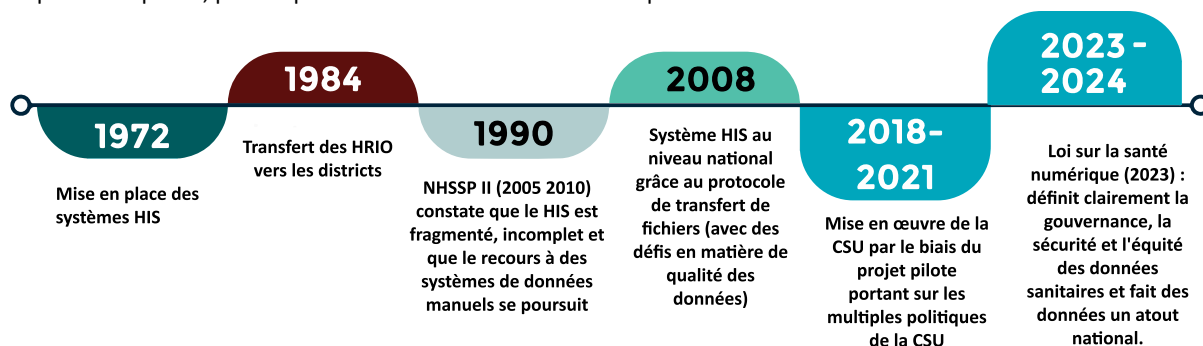 1972
Mise en place des
systèmes HIS
1984
Transfert des HRIO
vers les districts
1990
NHSSP II (2005 2010)
constate que le HIS est
fragmenté, incomplet et
que le recours à des
systèmes de données
manuels se poursuit
2008
Système HIS au
niveau national
grâce au protocole
de transfert de
fichiers (avec des
défis en matière de
qualité des
données)
2018-
2021
Mise en œuvre de la
CSU par le biais du
projet pilote
portant sur les
multiples politiques
de la CSU
2023 -
2024
Loi sur la santé
numérique (2023) :
définit clairement la
gouvernance, la
sécurité et l'équité
des données
sanitaires et fait des
données un atout
national.